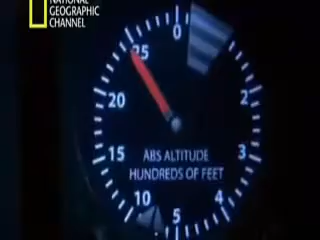 NATIONAL
GEOGRAPHIC
CHANNEL
0
25
20
2
15
3
10
4
5
ABS ALTITUDE
HUNDREDS OF FEET